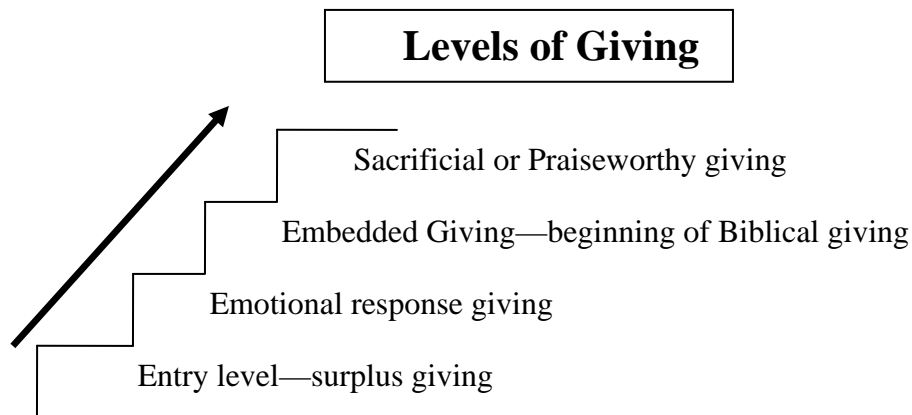 Levels of Giving
Sacrificial or Praiseworthy giving
Embedded Giving—beginning of Biblical giving
Emotional response giving
Entry level—surplus giving